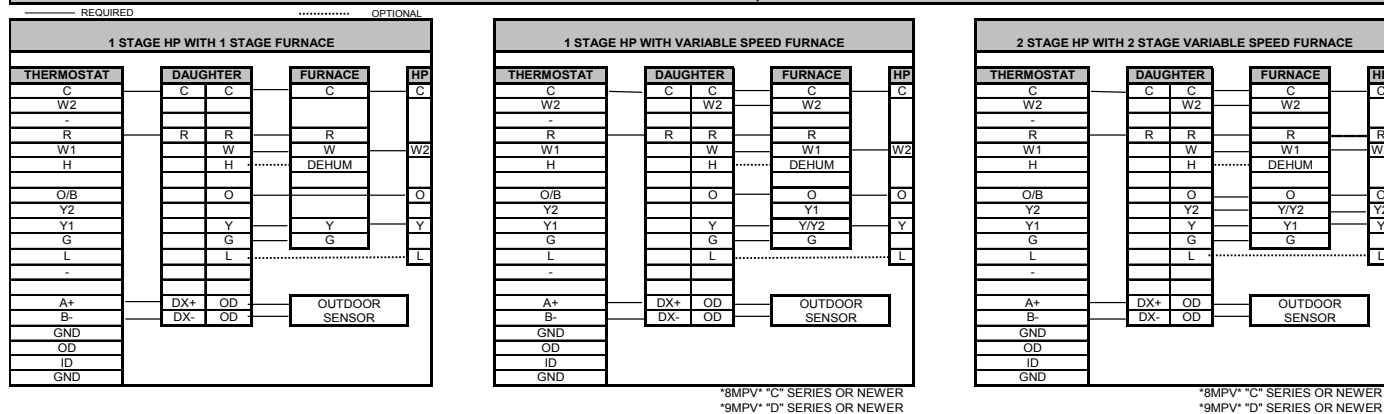 REQUIRED OPTIONAL
1 STAGE HP WITH 1 STAGE FURNACE
THERMOSTAT DAUGHTER FURNACE HP
C C C C C
W2
-
R R R R
W1 W W W2
H H DEHUM
O/B O O
Y2
Y1 Y Y Y
G G G
L L L
-
A+ DX+ OD OUTDOOR
B- DX- OD SENSOR
GND
OD
ID
GND
1 STAGE HP WITH VARIABLE SPEED FURNACE
THERMOSTAT DAUGHTER FURNACE HP
C C C C C
W2 W2 W2
-
R R R R
W1 W W1 W2
H H DEHUM
O/B O O O
Y2 Y1
Y1 Y Y/Y2 Y
G G G
L L L
-
A+ DX+ OD OUTDOOR
B- DX- OD SENSOR
GND
OD
ID
GND
*8MPV* "C" SERIES OR NEWER
*9MPV* "D" SERIES OR NEWER
2 STAGE HP WITH 2 STAGE VARIABLE SPEED FURNACE
THERMOSTAT DAUGHTER FURNACE
C C C C
W2 W2 W2
-
R R R R
W1 W W1
H H DEHUM
O/B O O
Y2 Y2 Y/Y2
Y1 Y Y1
G G G
L L L
-
A+ DX+ OD OUTDOOR
B- DX- OD SENSOR
GND
OD
ID
GND
*8MPV* "C" SERIES OR NEWER
*9MPV* "D" SERIES OR NEWER